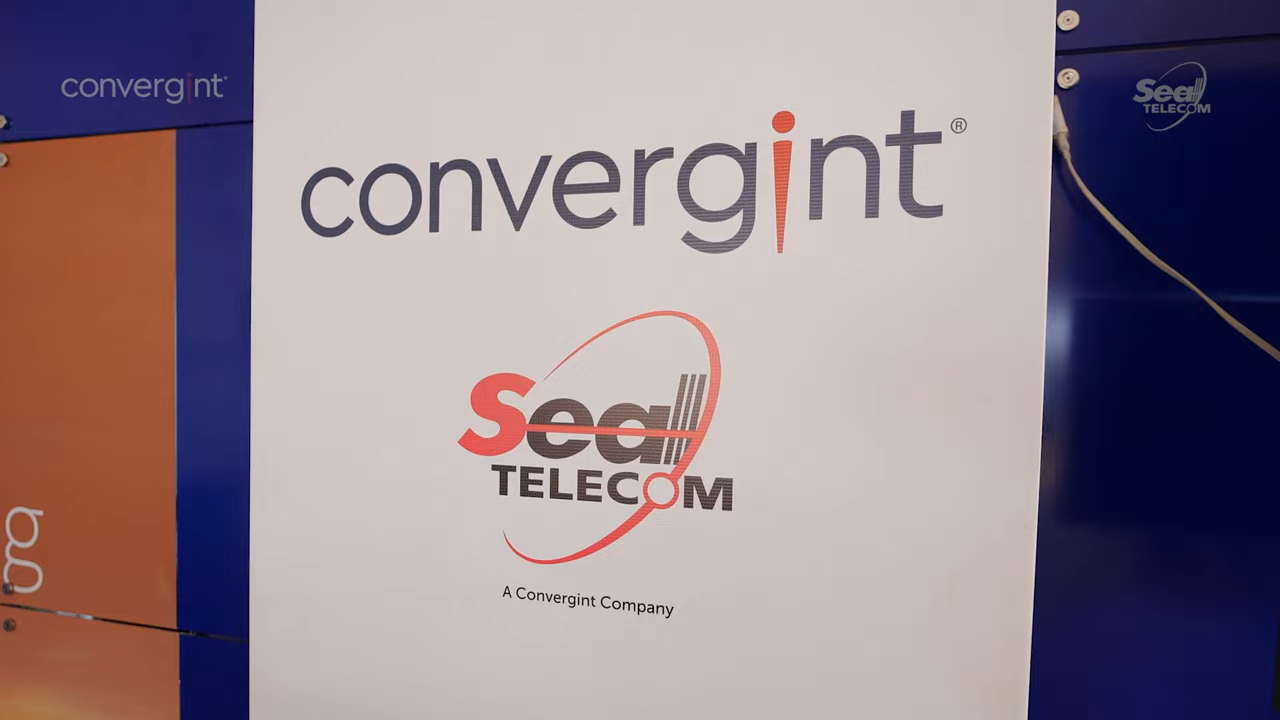 convergint
Seal
TELECOM
convergint®
Seal
TELECOM
A Convergint Company
g